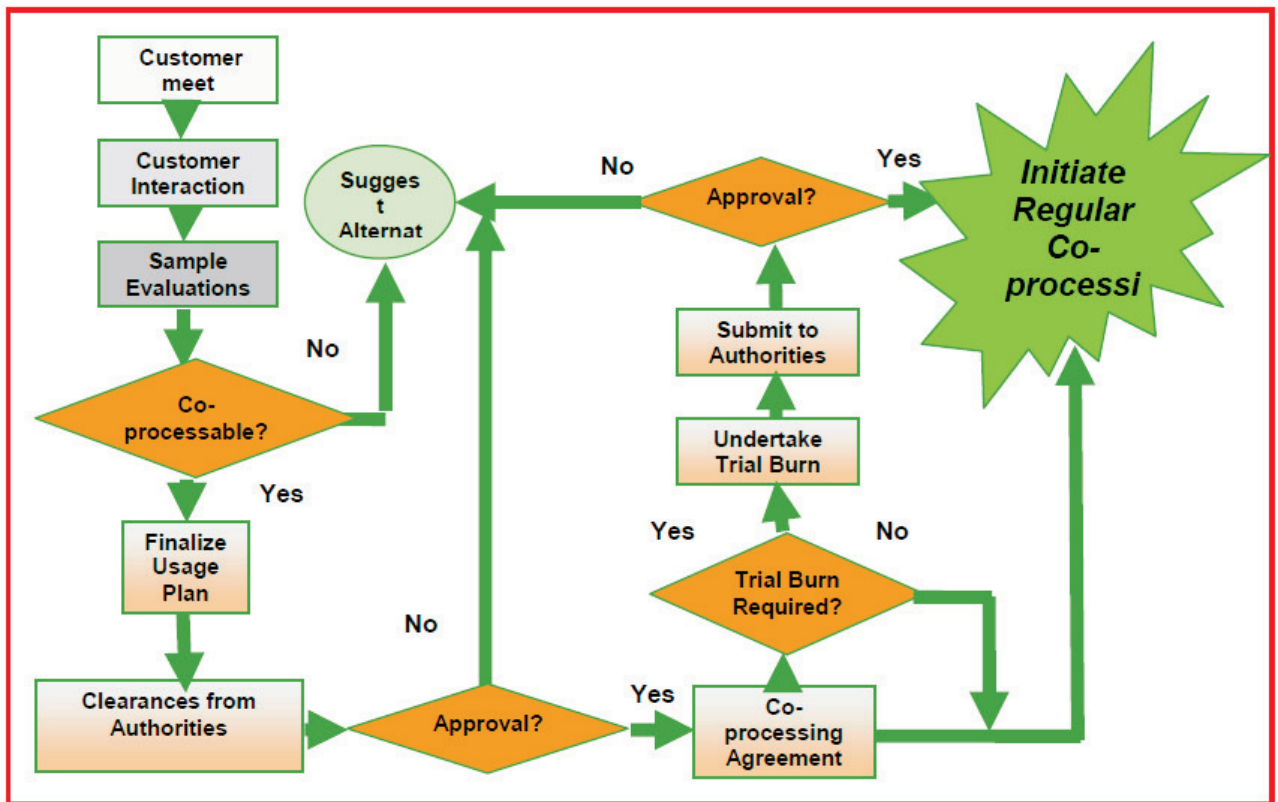 Customer
meet
Customer
Interaction
Sample
Evaluations
Co-
processable?
No
Sugges
t
Alternat
Yes
Finalize
Usage
Plan
Clearances from
Authorities
Approval?
No
Yes
Co-
processing
Agreement
Trial Burn
Required?
Yes
No
Undertake
Trial Burn
Submit to
Authorities
Approval?
No
Yes
Initiate
Regular
Co-
processi